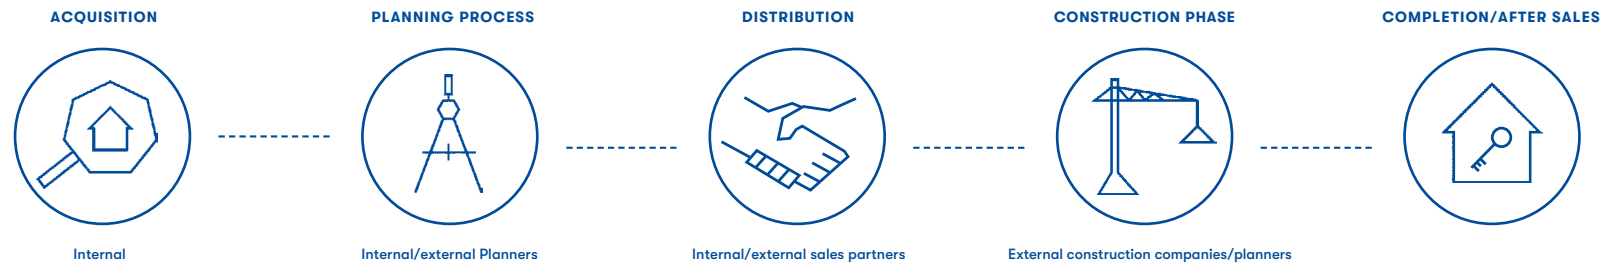 ACQUISITION
PLANNING PROCESS
DISTRIBUTION
CONSTRUCTION PHASE
COMPLETION/AFTER SALES
Internal
Internal/external Planners
Internal/external sales partners
External construction companies/planners